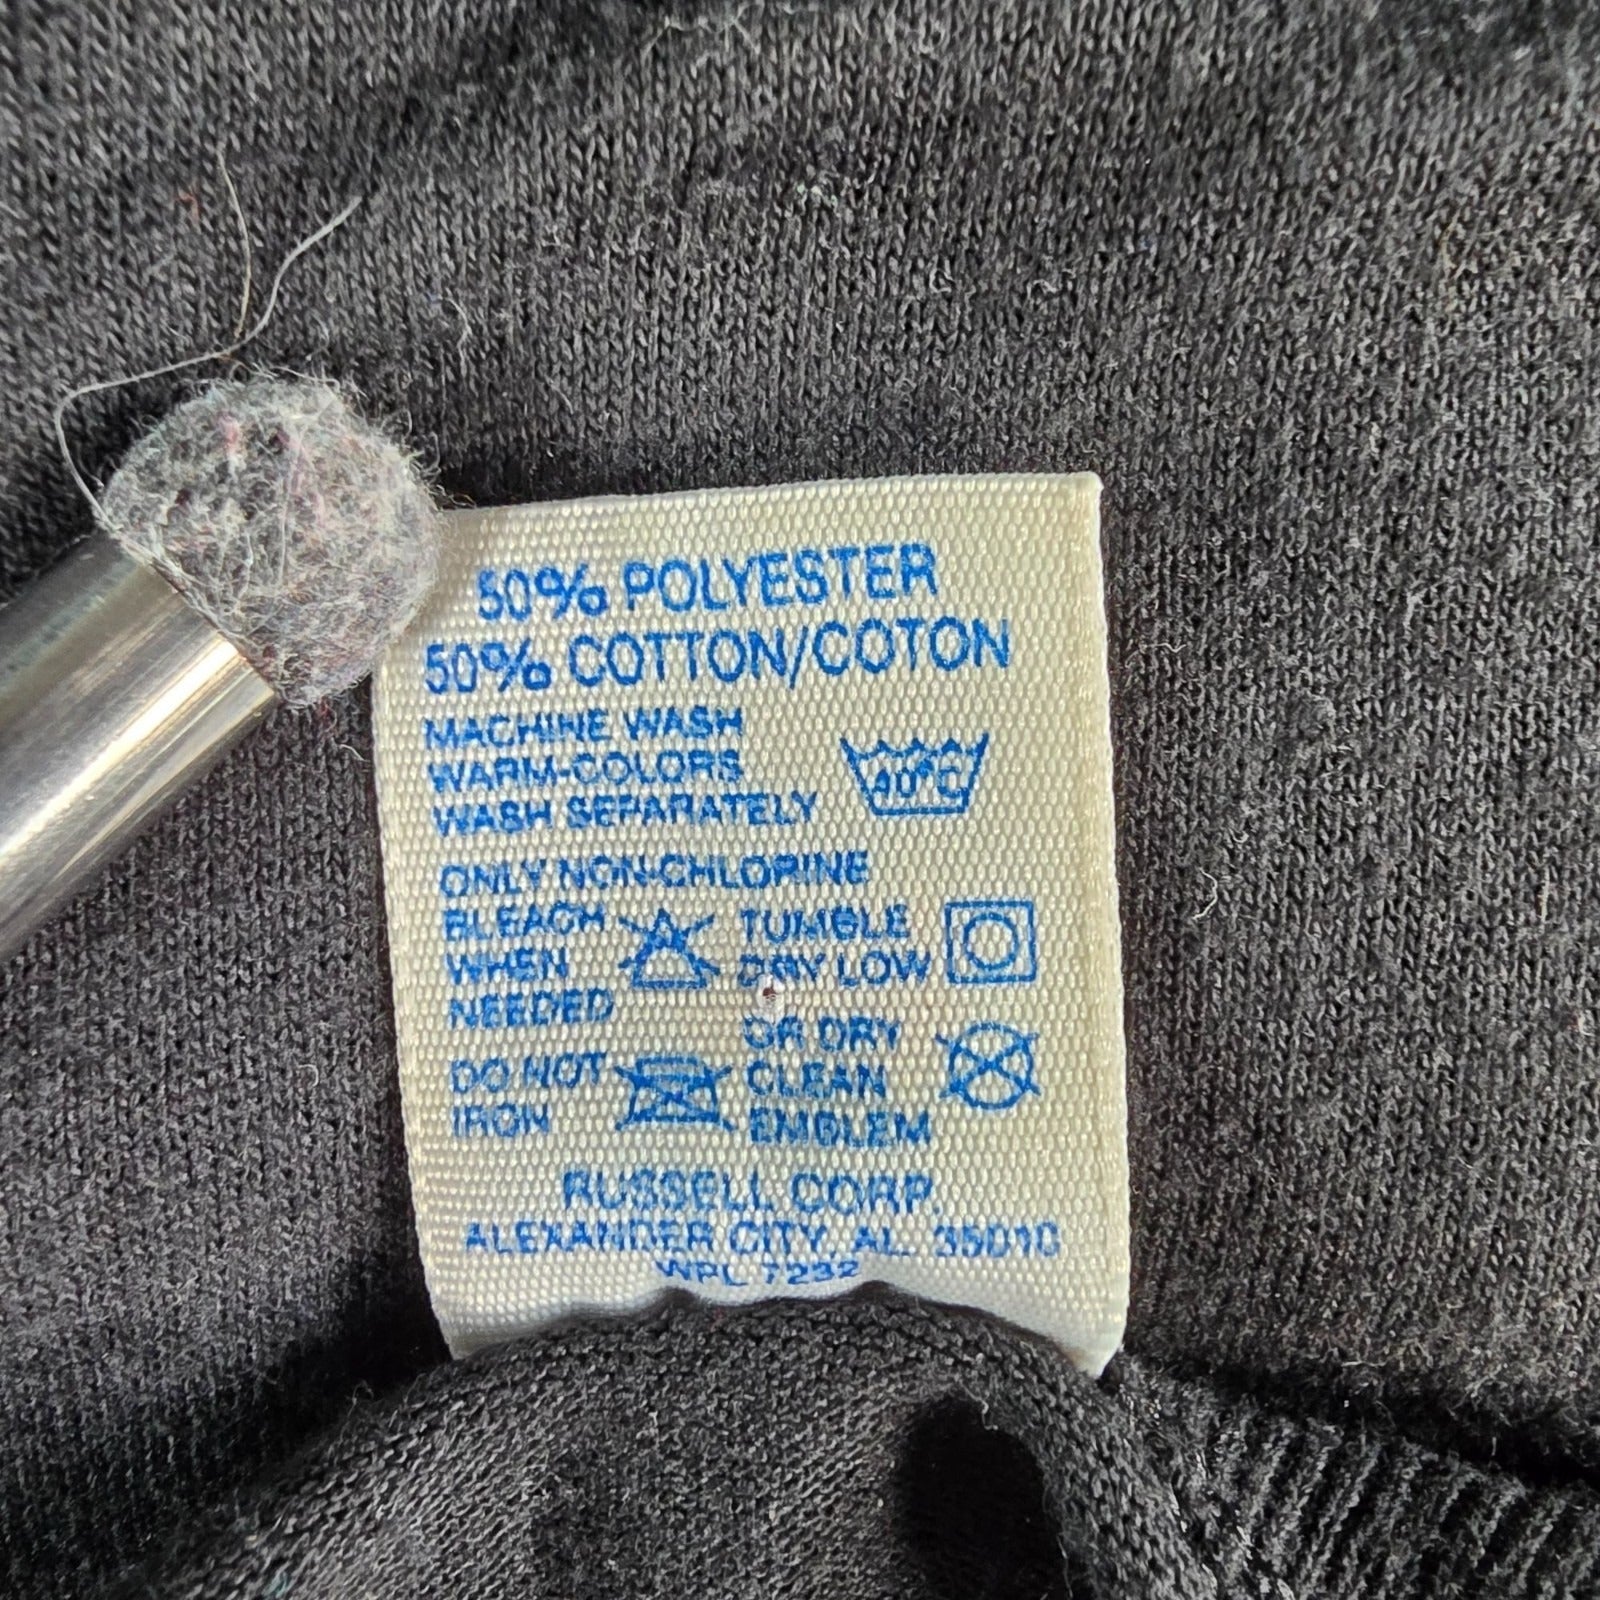 50% POLYESTER
50% COTTON/COTON
MACHINE WASH
WARM-COLORS
WASH SEPARATELY
40°C
ONLY NON-CHLORINE
BLEACH
WHEN
NEEDED
TUMBLE
DRY LOW
DO NOT
IRON
OR DRY
CLEAN
EMBLEM
RUSSELL CORP.
ALEXANDER CITY, AL. 35010
WPL 7232